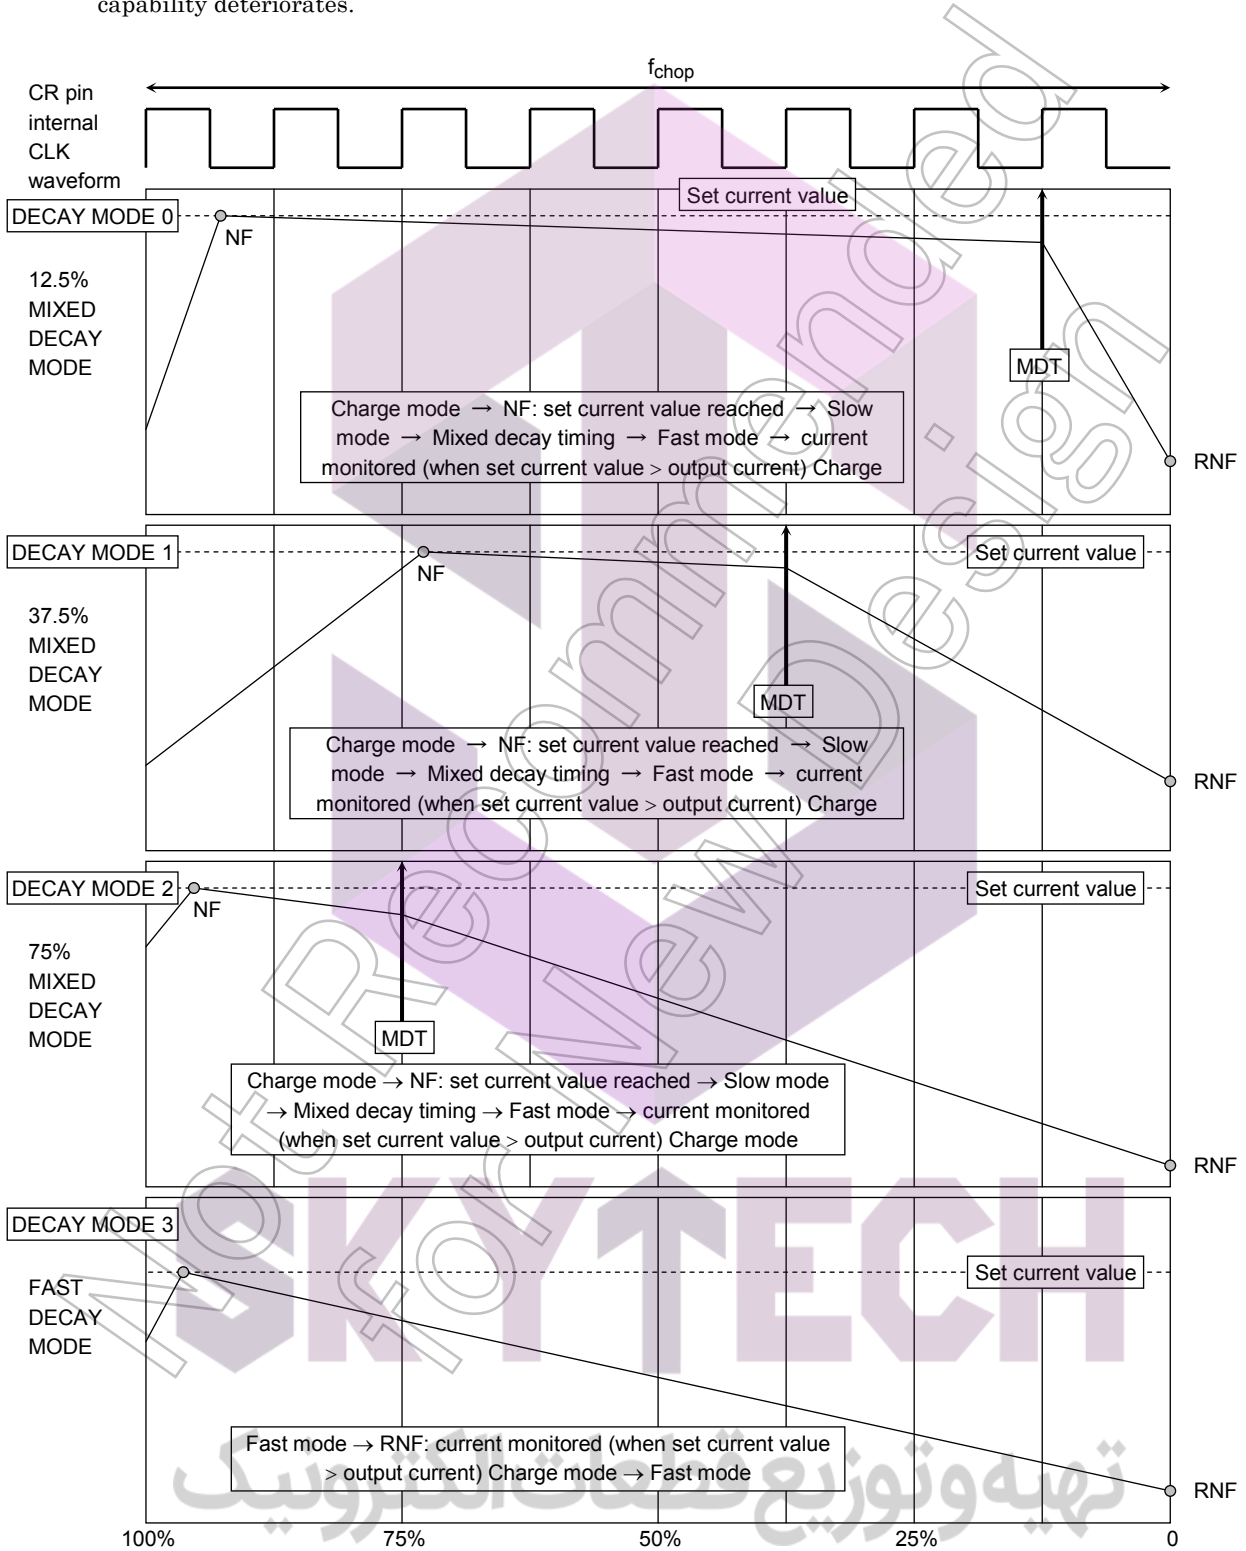 capability deteriorates.
fchop
CR pin
internal
CLK
waveform
Set current value
DECAY MODE 0
NF
12.5%
MIXED
DECAY
MODE
MDT
Charge mode → NF: set current value reached → Slow
mode → Mixed decay timing → Fast mode → current
monitored (when set current value > output current) Charge
RNF
DECAY MODE 1
Set current value
NF
37.5%
MIXED
DECAY
MODE
MDT
Charge mode → NF: set current value reached → Slow
mode → Mixed decay timing → Fast mode → current
monitored (when set current value > output current) Charge
RNF
DECAY MODE 2
Set current value
NF
75%
MIXED
DECAY
MODE
MDT
Charge mode → NF: set current value reached → Slow mode
→ Mixed decay timing → Fast mode → current monitored
(when set current value > output current) Charge mode
RNF
DECAY MODE 3
Set current value
FAST
DECAY
MODE
Fast mode → RNF: current monitored (when set current value
> output current) Charge mode → Fast mode
RNF
100%
75%
50%
25%
0
Not Recommended
for New Design
SKYTECH
تهیه و توزیع قطعات الکترونیک